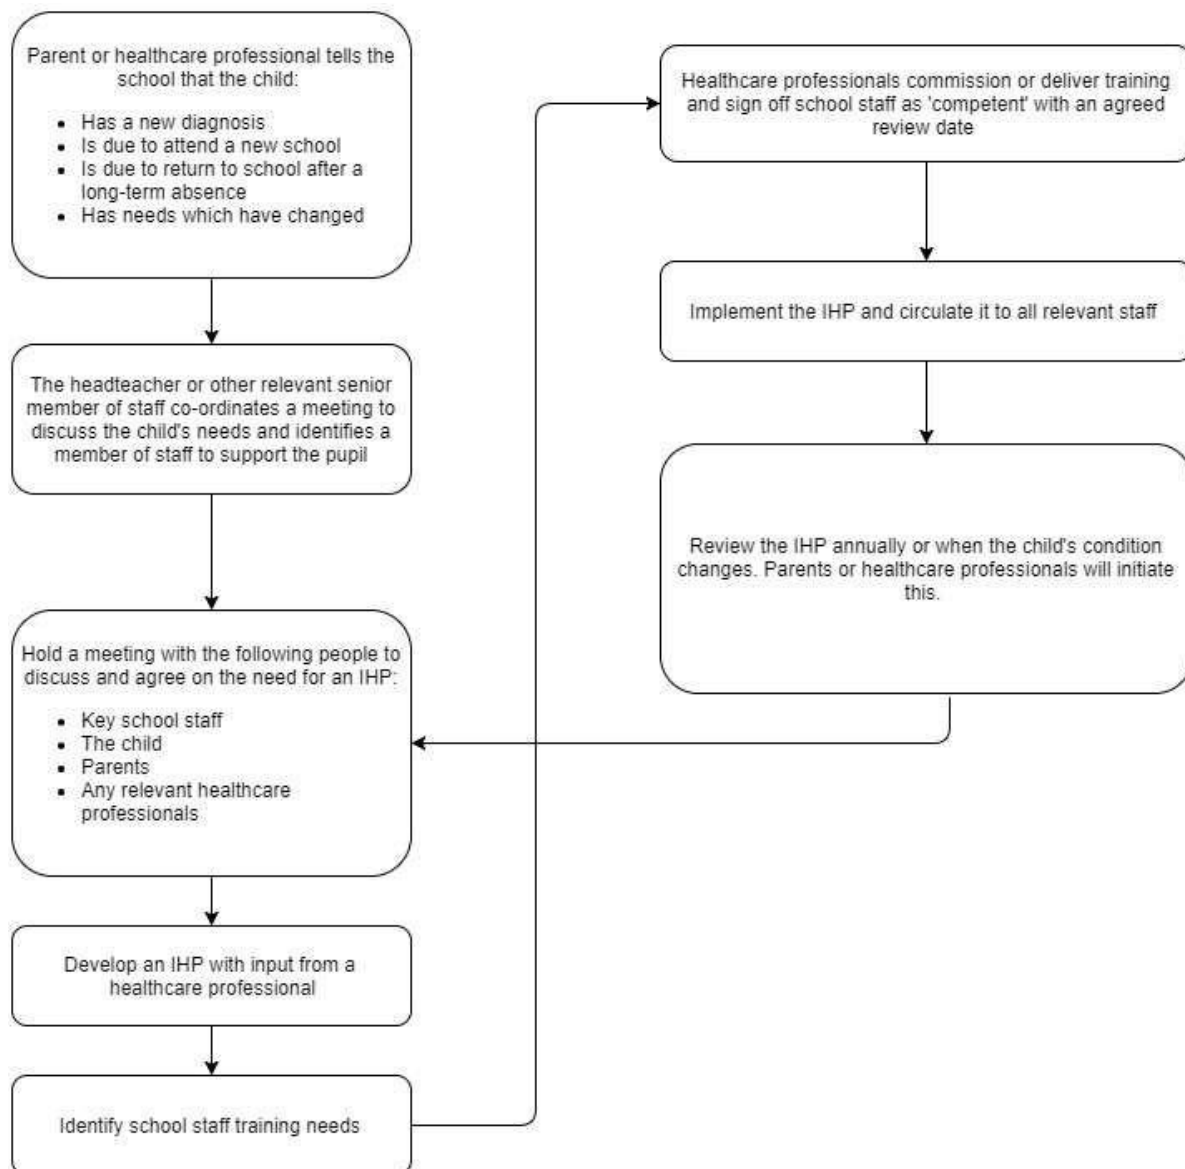 Parent or healthcare professional tells the
school that the child:
• Has a new diagnosis
• Is due to attend a new school
• Is due to return to school after a
long-term absence
• Has needs which have changed
The headteacher or other relevant senior
member of staff co-ordinates a meeting to
discuss the child's needs and identifies a
member of staff to support the pupil
Hold a meeting with the following people to
discuss and agree on the need for an IHP:
• Key school staff
• The child
• Parents
• Any relevant healthcare
professionals
Develop an IHP with input from a
healthcare professional
Identify school staff training needs
Healthcare professionals commission or deliver training
and sign off school staff as 'competent' with an agreed
review date
Implement the IHP and circulate it to all relevant staff
Review the IHP annually or when the child's condition
changes. Parents or healthcare professionals will initiate
this.